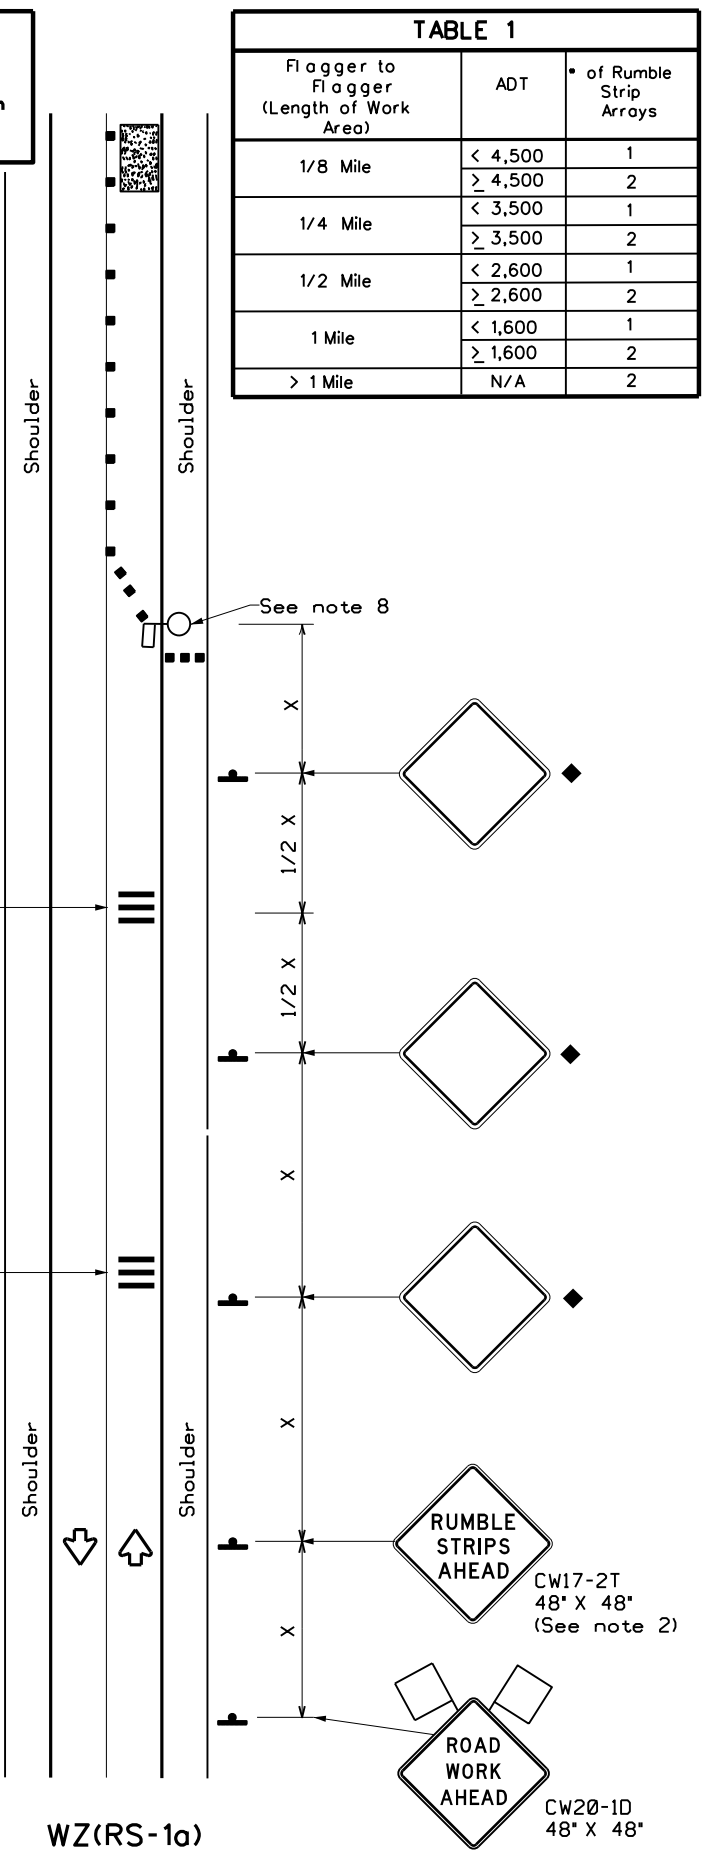 n
TABLE 1
Flagger to
Flagger
(Length of Work
Area)
ADT
" of Rumble
Strip
Arrays
1/8 Mile
< 4,500
1
≥ 4,500
2
1/4 Mile
< 3,500
1
≥ 3,500
2
1/2 Mile
< 2,600
1
≥ 2,600
2
1 Mile
< 1,600
1
≥ 1,600
2
> 1 Mile
N/A
2
Shoulder
Shoulder
See note 8
X
1/2 X
1/2 X
X
X
Shoulder
Shoulder
RUMBLE
STRIPS
AHEAD
CW17-2T
48" X 48"
(See note 2)
X
ROAD
WORK
AHEAD
CW20-1D
48" X 48"
WZ(RS-1a)